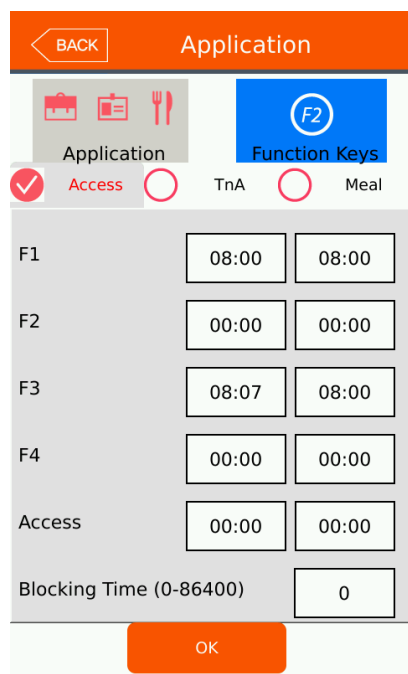 BACK Application
F2
Application Function Keys
Access TnA Meal
F1 08:00 08:00
F2 00:00 00:00
F3 08:07 08:00
F4 00:00 00:00
Access 00:00 00:00
Blocking Time (0-86400) 0
OK